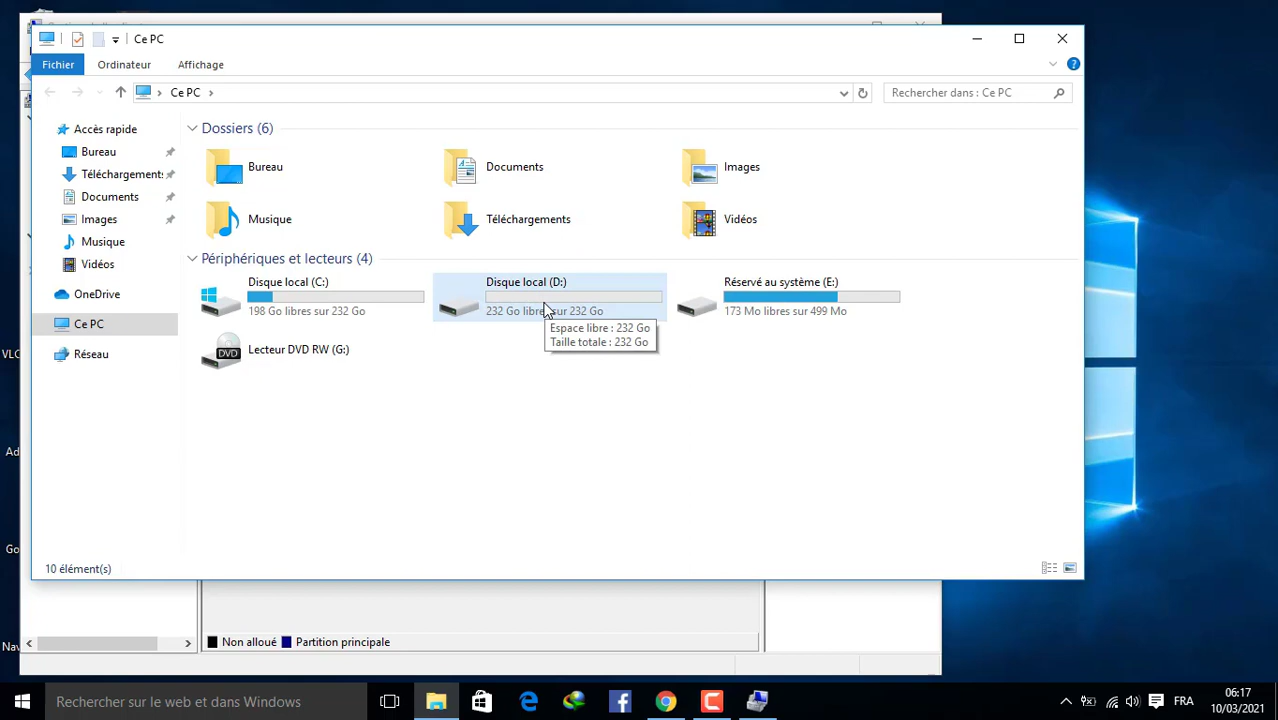 Ce PC
Fichier
Ordinateur
Affichage
Ce PC
Rechercher dans : Ce PC
Accès rapide
Bureau
Téléchargements
Documents
Images
Musique
Vidéos
OneDrive
Ce PC
Réseau
Dossiers (6)
Bureau
Documents
Images
Musique
Téléchargements
Vidéos
Périphériques et lecteurs (4)
Disque local (C:)
198 Go libres sur 232 Go
Disque local (D:)
232 Go libres sur 232 Go
Réservé au système (E:)
173 Mo libres sur 499 Mo
Espace libre : 232 Go
Taille totale : 232 Go
Lecteur DVD RW (G:)
DVD
10 élément(s)
VLC
Ad
Go
Nav
Non alloué
Partition principale
Rechercher sur le web et dans Windows
FRA
06:17
10/03/2021